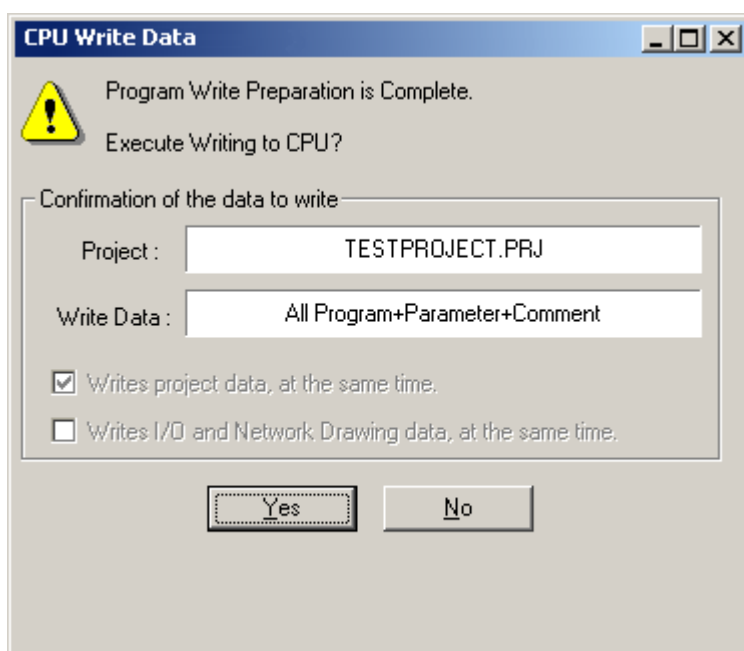 CPU Write Data
Program Write Preparation is Complete.
Execute Writing to CPU?
Confirmation of the data to write
Project :
TESTPROJECT.PRJ
Write Data :
All Program+Parameter+Comment
Writes project data, at the same time.
Writes I/O and Network Drawing data, at the same time.
Yes
No